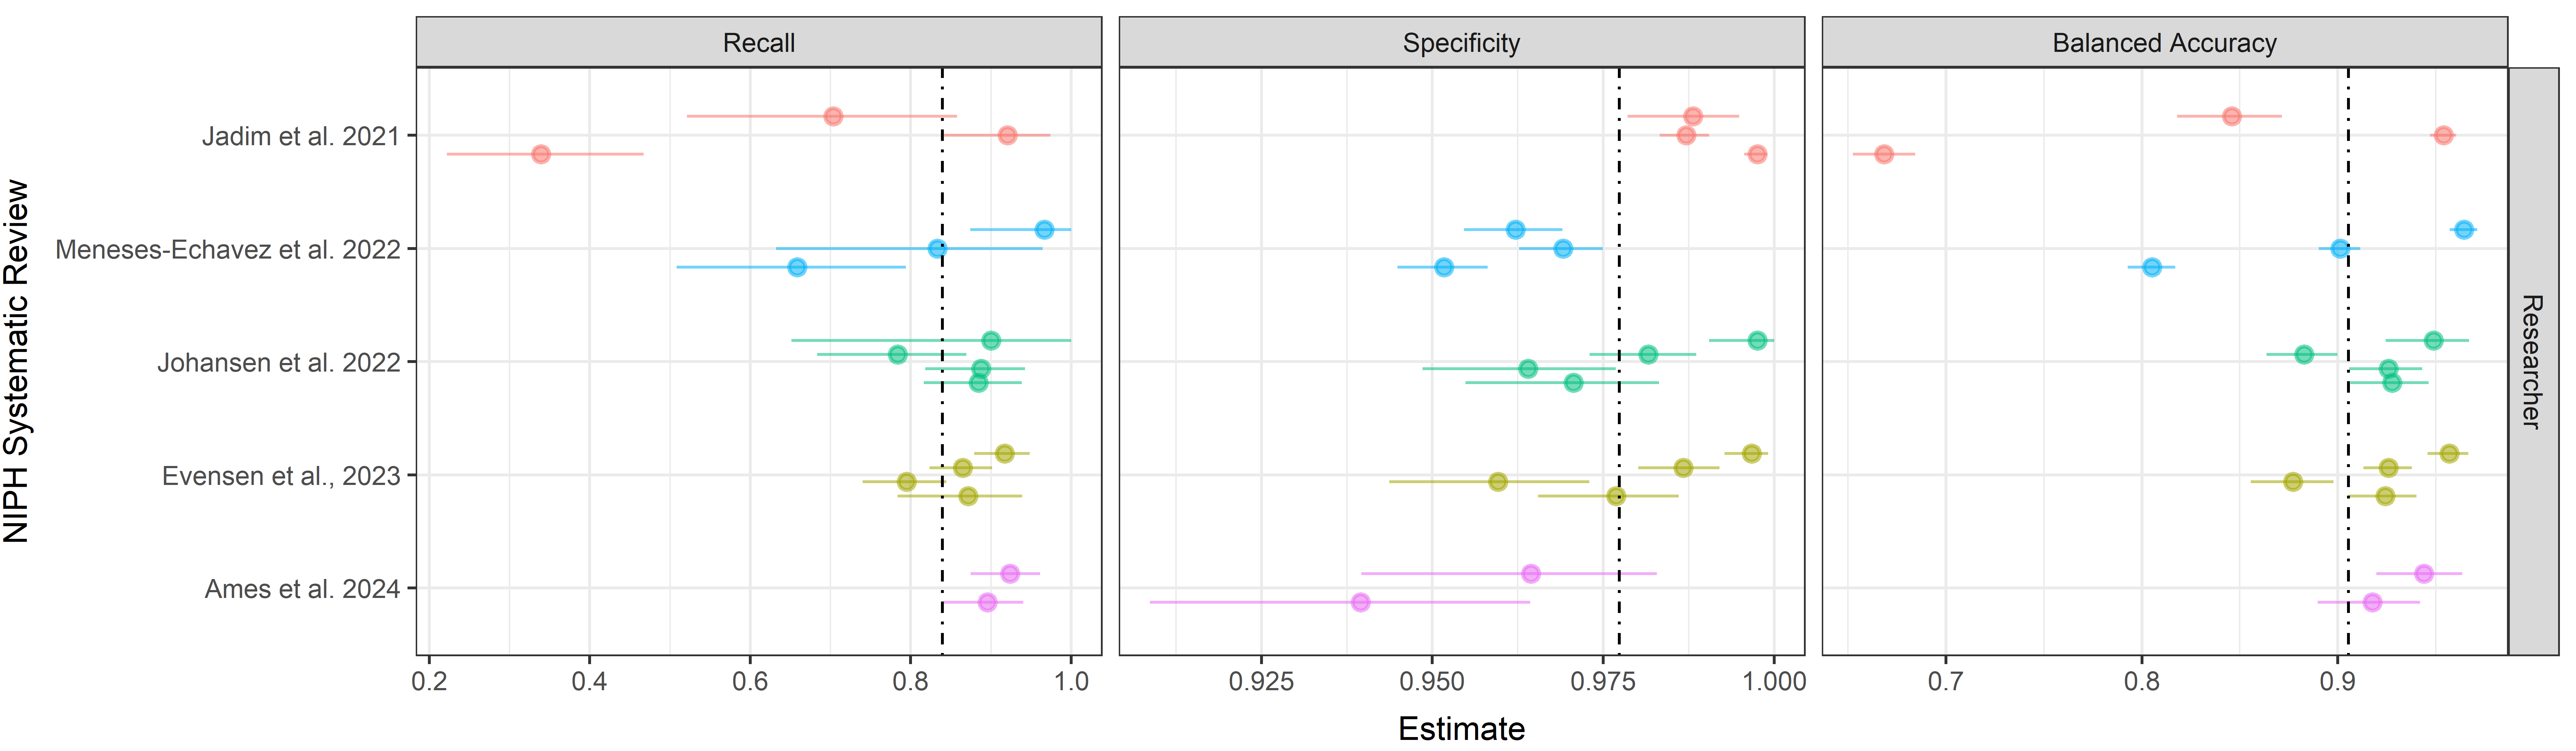 Recall
Specificity
Balanced Accuracy
NIPH Systematic Review
Jadim et al. 2021
Meneses-Echavez et al. 2022
Johansen et al. 2022
Evensen et al., 2023
Ames et al. 2024
Researcher
0.2 0.4 0.6 0.8 1.0
0.925 0.950 0.975 1.000
0.7 0.8 0.9
Estimate